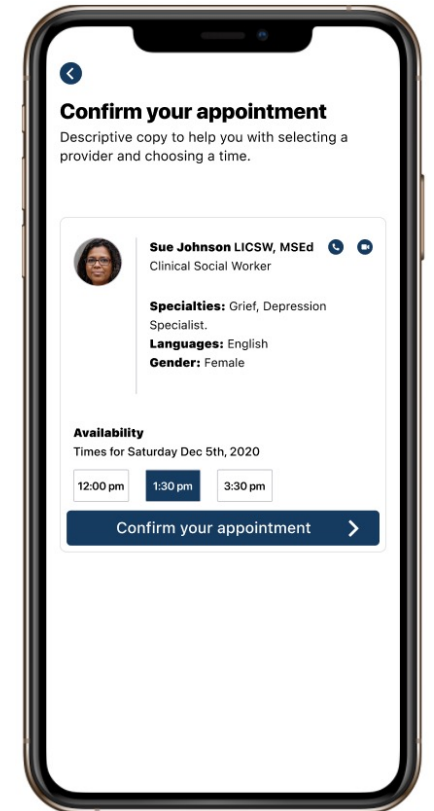 Confirm your appointment
Descriptive copy to help you with selecting a
provider and choosing a time.
Sue Johnson LICSW, MSEd
Clinical Social Worker
Specialties: Grief, Depression
Specialist.
Languages: English
Gender: Female
Availability
Times for Saturday Dec 5th, 2020
12:00 pm 1:30 pm 3:30 pm
Confirm your appointment